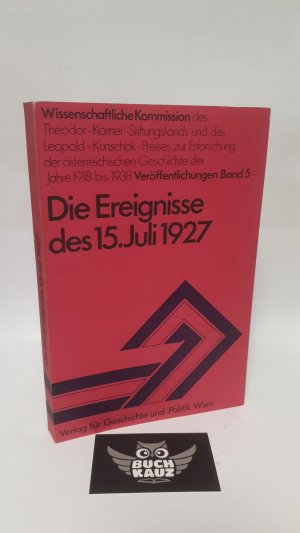 Wissenschaftliche Kommission des
Theodor-Körner-Stiftungsfonds und des
Leopold-Kunschak-Preises zur Erforschung
der österreichischen Geschichte der
Jahre 1918 bis 1938 Veröffentlichungen Band 5
Die Ereignisse
des 15. Juli 1927
Verlag für Geschichte und Politik Wien
BUCH
KAUZ